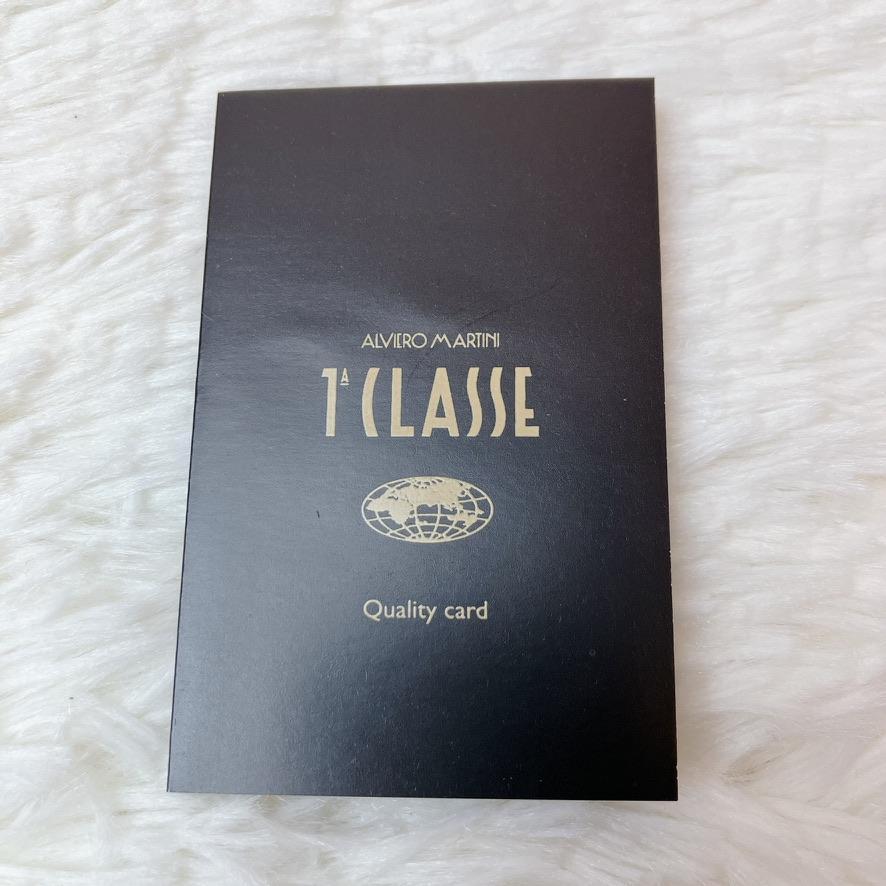 ALVIERO MARTINI
1ᴬ CLASSE
Quality card